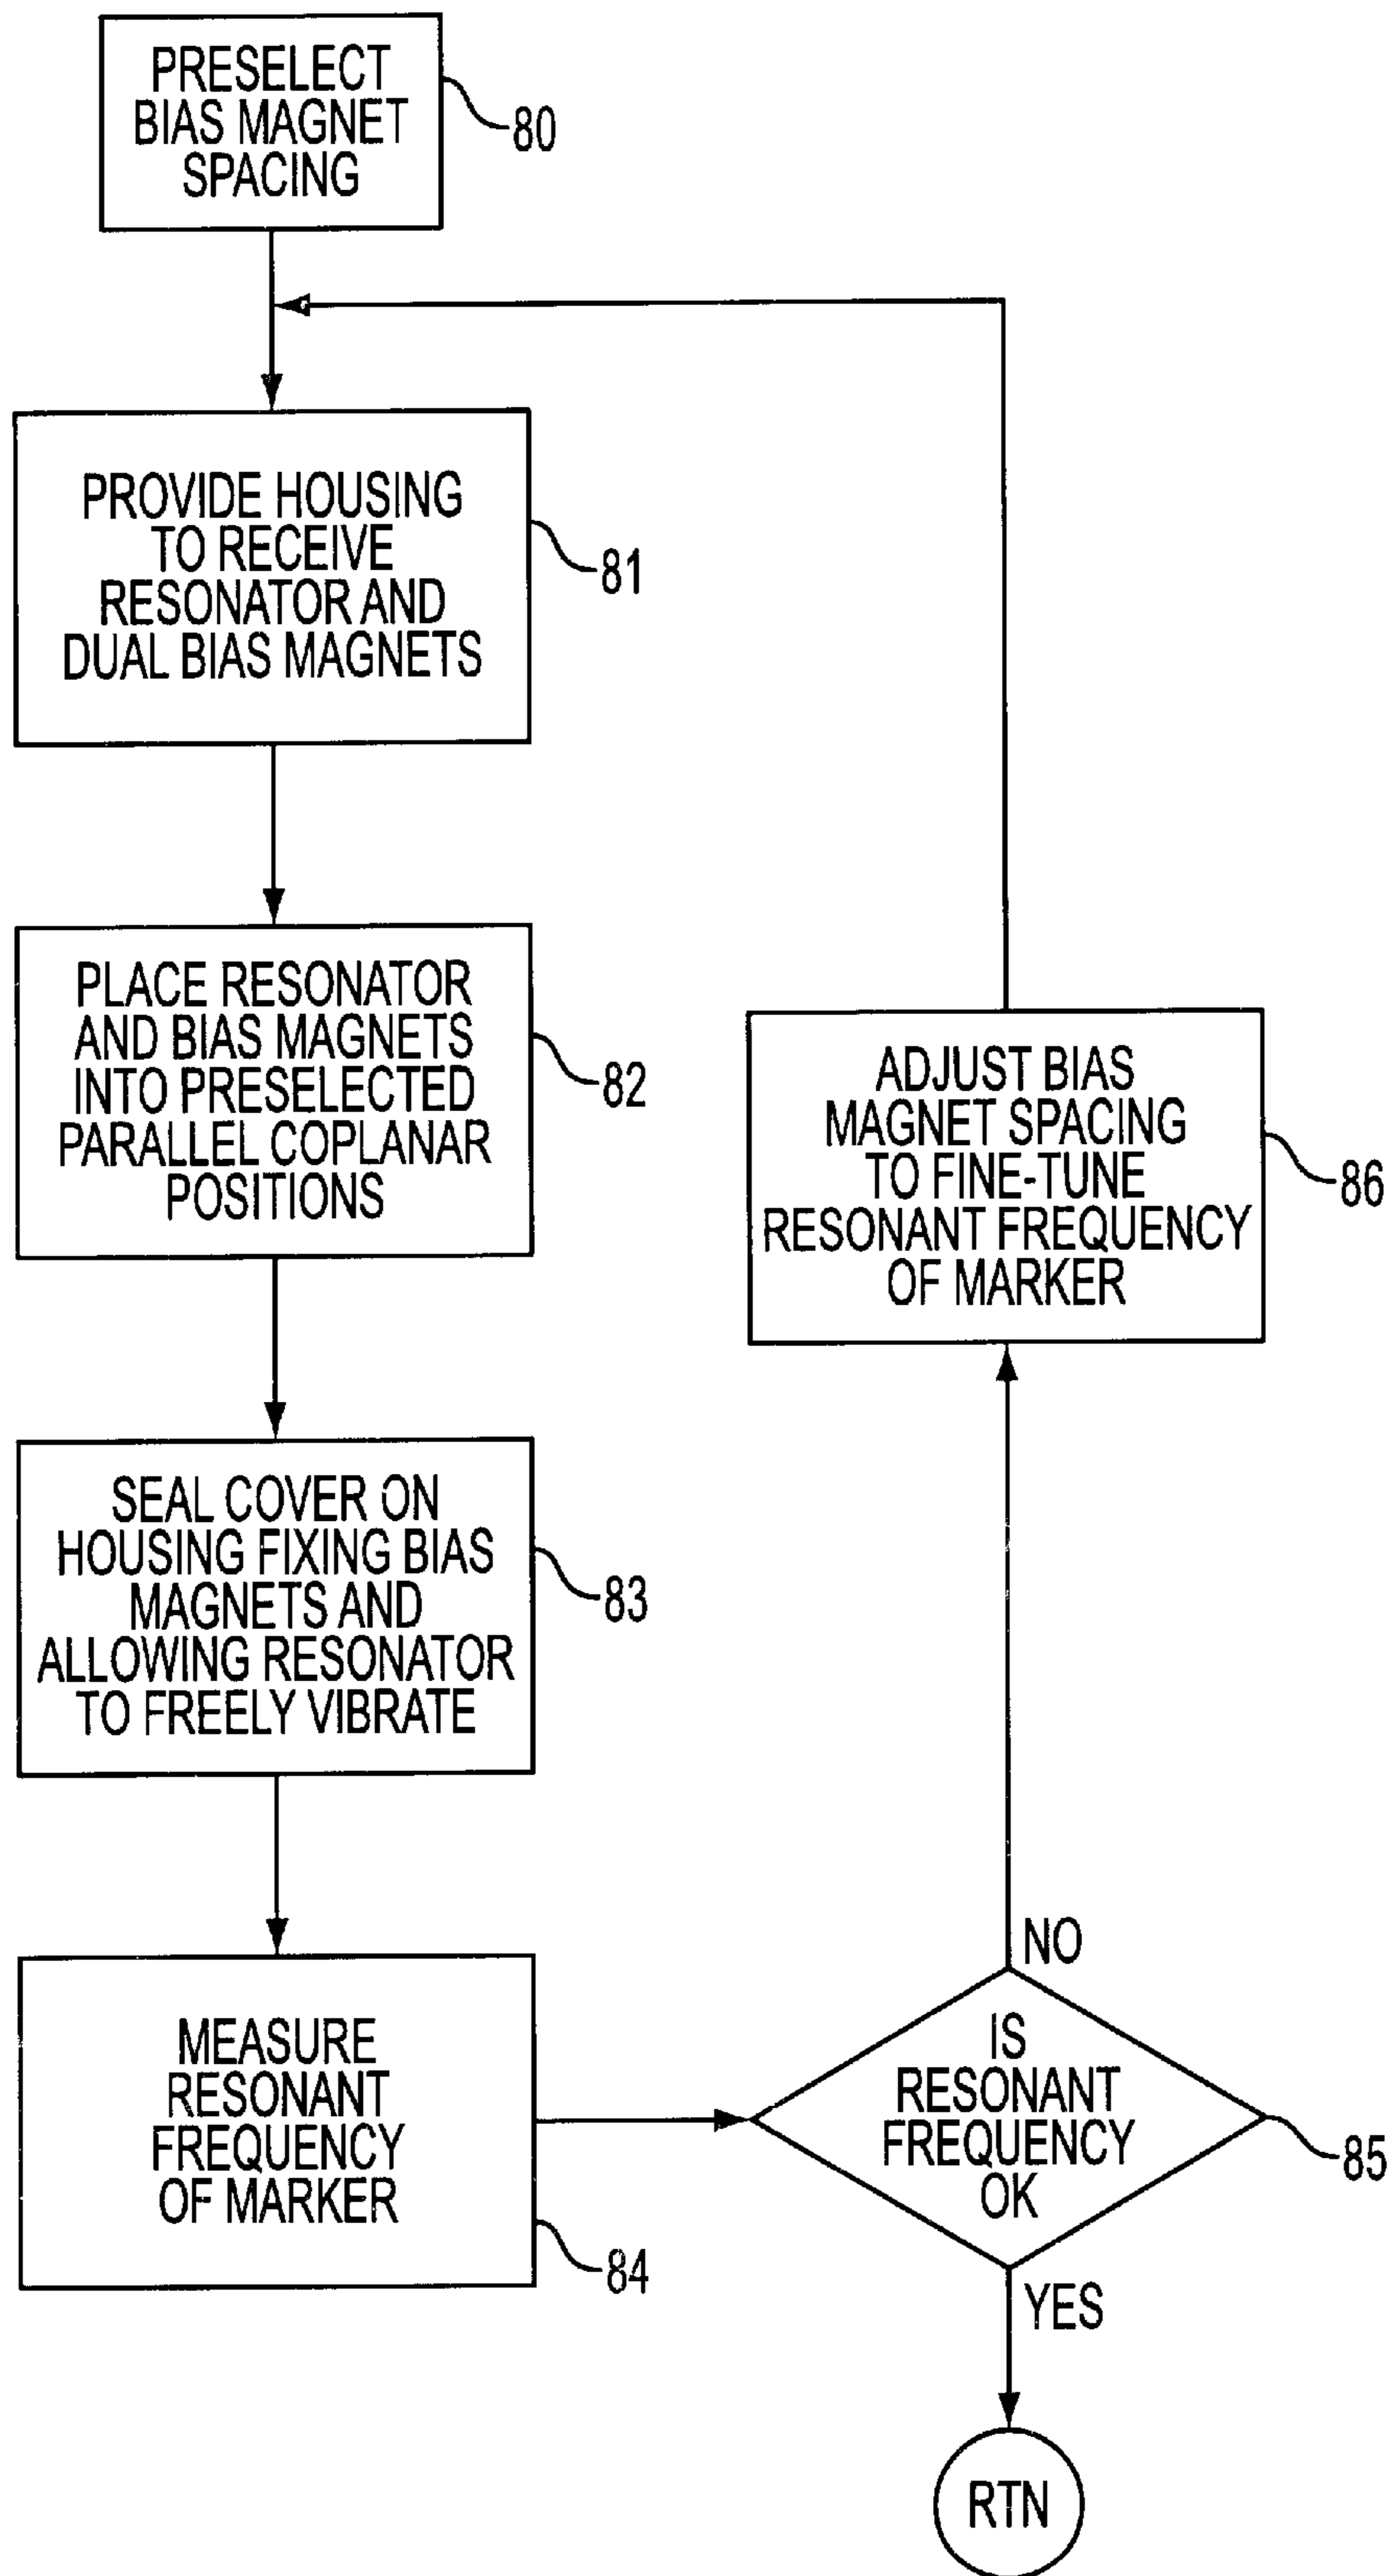 PRESELECT
BIAS MAGNET
SPACING
80
PROVIDE HOUSING
TO RECEIVE
RESONATOR AND
DUAL BIAS MAGNETS
81
PLACE RESONATOR
AND BIAS MAGNETS
INTO PRESELECTED
PARALLEL COPLANAR
POSITIONS
82
SEAL COVER ON
HOUSING FIXING BIAS
MAGNETS AND
ALLOWING RESONATOR
TO FREELY VIBRATE
83
MEASURE
RESONANT
FREQUENCY
OF MARKER
84
IS
RESONANT
FREQUENCY
OK
85
NO
ADJUST BIAS
MAGNET SPACING
TO FINE-TUNE
RESONANT FREQUENCY
OF MARKER
86
YES
RTN